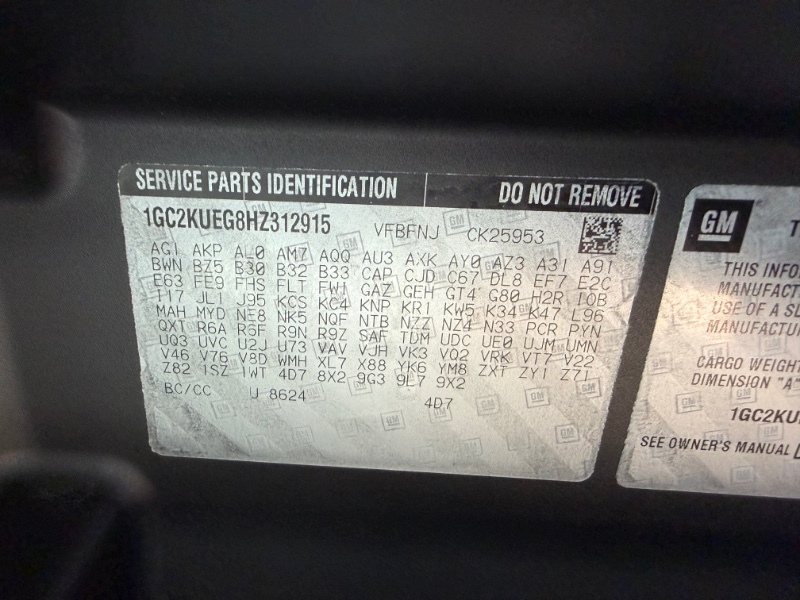 SERVICE PARTS IDENTIFICATION DO NOT REMOVE
1GC2KUEG8HZ312915 VFBFNJ CK25953
AG1 AKP AL0 AM7 AQQ AU3 AXK AY0 AZ3 A31 A91
BWN BZ5 B30 B32 B33 CAP CJD C67 DL8 EF7 E2C
E63 FE9 FHS FLT FW1 GAZ GEH GT4 G80 H2R IOB
I17 JL1 J95 KCS KC4 KNP KR1 KW5 K34 K47 L96
MAH MYD NE8 NK5 NQF NTB NZZ NZ4 N33 PCR PYN
QXT R6A R6F R9N R9Z SAF TDM UDC UE0 UJM UMN
UQ3 UVC U2J U73 VAV VJH VK3 VQ2 VRK VT7 V22
V46 V76 V8D WMH XL7 X88 YK6 YM8 ZXT ZY1 Z71
Z82 1SZ 1WT 4D7 8X2 9G3 9L7 9X2
BC/CC U 8624 4D7
GM
THIS INFO
MANUFACT
USE OF A SL
MANUFACTU
CARGO WEIGHT
DIMENSION "A"
1GC2KU
SEE OWNER'S MANUAL